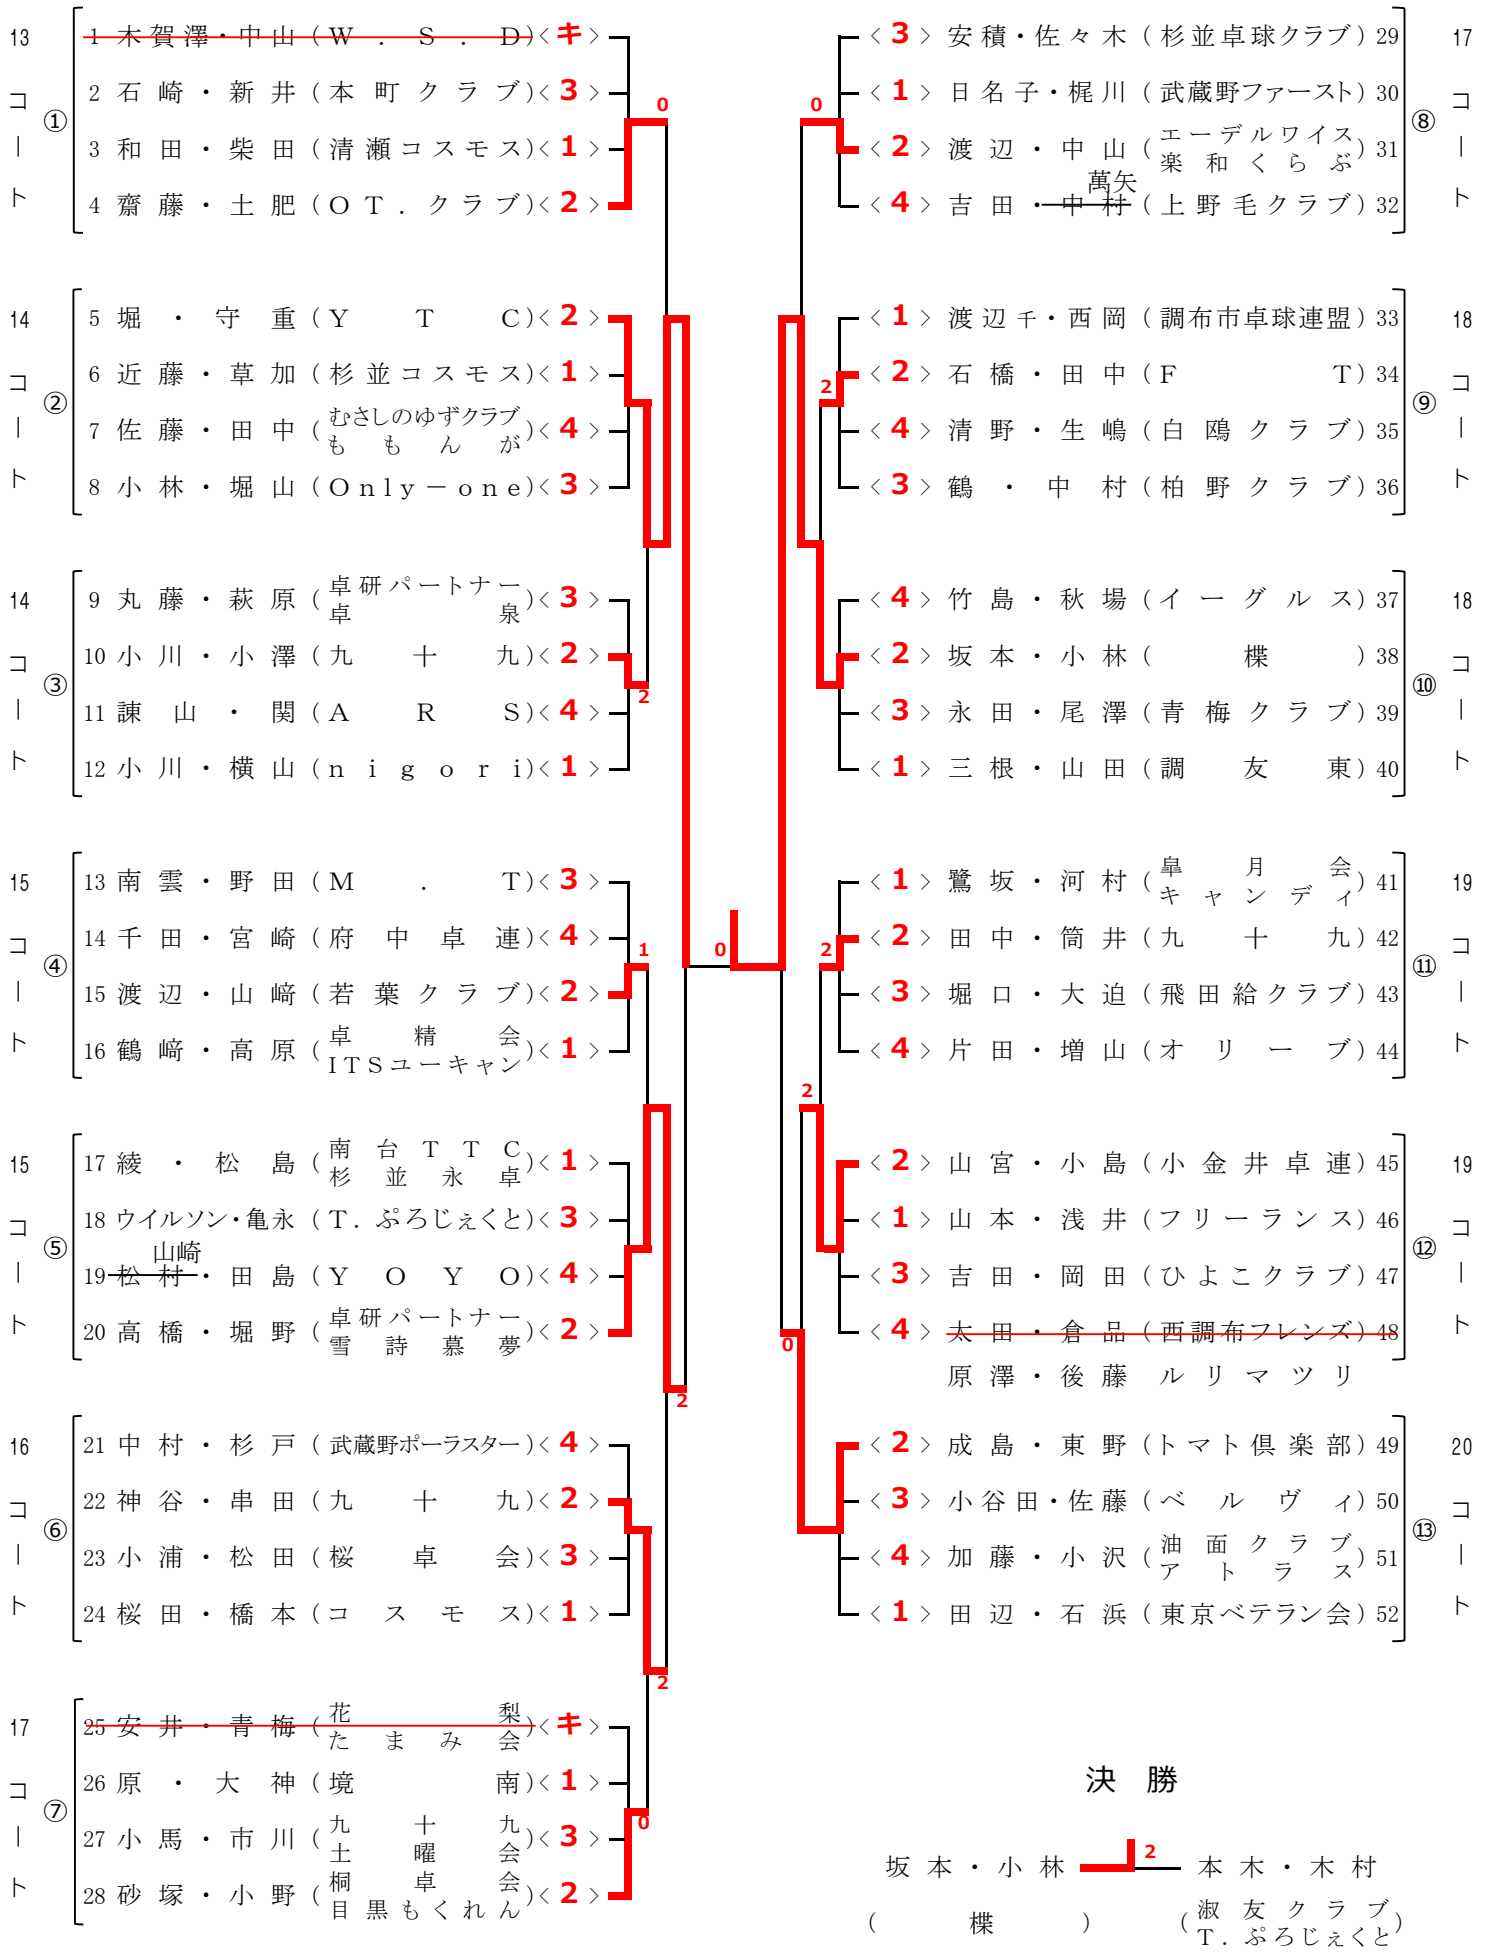 13コート
①
1 木賀澤・中山 (W．S．D) < キ >
2 石崎・新井 (本町クラブ) < 3 >
3 和田・柴田 (清瀬コスモス) < 1 >
4 齋藤・土肥 (OT．クラブ) < 2 >
0
14コート
②
5 堀・守重 (YTC) < 2 >
6 近藤・草加 (杉並コスモス) < 1 >
7 佐藤・田中 (むさしのゆずクラブ
ももんが) < 4 >
8 小林・堀山 (Only－one) < 3 >
14コート
③
9 丸藤・萩原 (卓研パートナー
卓泉) < 3 >
10 小川・小澤 (九十九) < 2 >
11 諌山・関 (ARS) < 4 >
12 小川・横山 (nigori) < 1 >
2
15コート
④
13 南雲・野田 (M．T) < 3 >
14 千田・宮崎 (府中卓連) < 4 >
15 渡辺・山﨑 (若葉クラブ) < 2 >
16 鶴﨑・高原 (卓精会
ITSユーキャン) < 1 >
1
15コート
⑤
17 綾・松島 (南台TTC
杉並永卓) < 1 >
18 ウイルソン・亀永 (T．ぷろじぇくと) < 3 >
山崎
19 松村・田島 (YOYO) < 4 >
20 高橋・堀野 (卓研パートナー
雪詩慕夢) < 2 >
2
16コート
⑥
21 中村・杉戸 (武蔵野ポーラスター) < 4 >
22 神谷・串田 (九十九) < 2 >
23 小浦・松田 (桜卓会) < 3 >
24 桜田・橋本 (コスモス) < 1 >
2
17コート
⑦
25 安井・青梅 (花梨
たまみ会) < キ >
26 原・大神 (境南) < 1 >
27 小馬・市川 (九十九
土曜会) < 3 >
28 砂塚・小野 (桐卓会
目黒もくれん) < 2 >
0
0
17コート
⑧
< 3 > 安積・佐々木 (杉並卓球クラブ) 29
< 1 > 日名子・梶川 (武蔵野ファースト) 30
< 2 > 渡辺・中山 (エーデルワイス
楽和くらぶ) 31
萬矢
< 4 > 吉田・中村 (上野毛クラブ) 32
0
18コート
⑨
< 1 > 渡辺千・西岡 (調布市卓球連盟) 33
< 2 > 石橋・田中 (FT) 34
< 4 > 清野・生嶋 (白鴎クラブ) 35
< 3 > 鶴・中村 (柏野クラブ) 36
2
18コート
⑩
< 4 > 竹島・秋場 (イーグルス) 37
< 2 > 坂本・小林 (楪) 38
< 3 > 永田・尾澤 (青梅クラブ) 39
< 1 > 三根・山田 (調友東) 40
19コート
⑪
< 1 > 鷺坂・河村 (皐月会
キャンディ) 41
< 2 > 田中・筒井 (九十九) 42
< 3 > 堀口・大迫 (飛田給クラブ) 43
< 4 > 片田・増山 (オリーブ) 44
2
2
19コート
⑫
< 2 > 山宮・小島 (小金井卓連) 45
< 1 > 山本・浅井 (フリーランス) 46
< 3 > 吉田・岡田 (ひよこクラブ) 47
< 4 > 太田・倉品 (西調布フレンズ) 48
原澤・後藤 ルリマツリ
0
20コート
⑬
< 2 > 成島・東野 (トマト倶楽部) 49
< 3 > 小谷田・佐藤 (ベルヴィ) 50
< 4 > 加藤・小沢 (油面クラブ
アトラス) 51
< 1 > 田辺・石浜 (東京ベテラン会) 52
決勝
坂本・小林 2 本木・木村
(楪) (淑友クラブ
T．ぷろじぇくと)